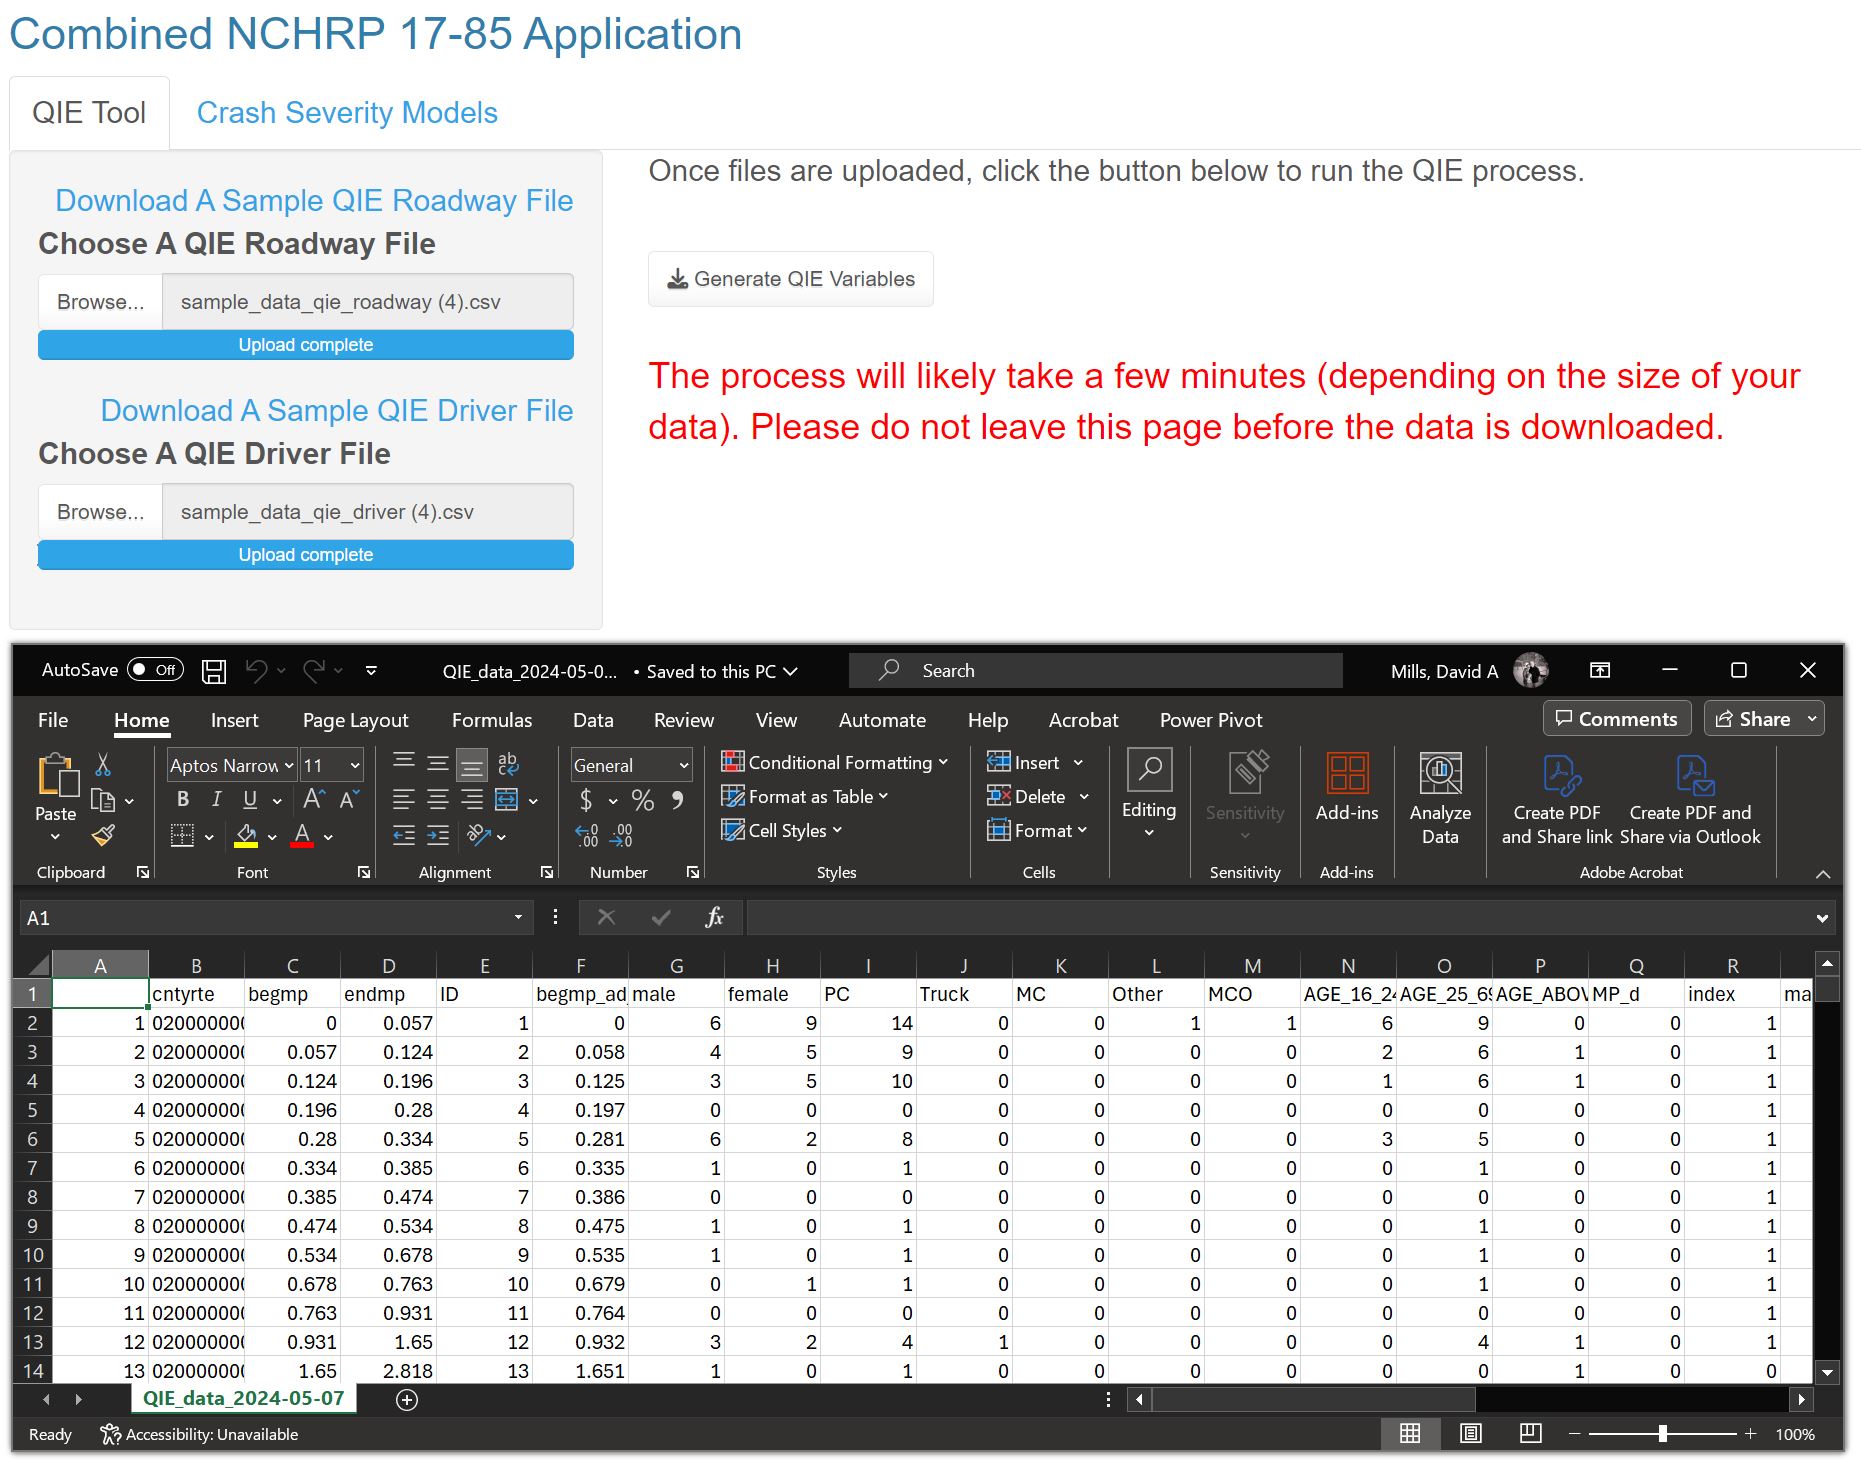 Combined NCHRP 17-85 Application
QIE Tool Crash Severity Models
Download A Sample QIE Roadway File
Choose A QIE Roadway File
Browse... sample_data_qie_roadway (4).csv
Upload complete
Download A Sample QIE Driver File
Choose A QIE Driver File
Browse... sample_data_qie_driver (4).csv
Upload complete
Once files are uploaded, click the button below to run the QIE process.
Generate QIE Variables
The process will likely take a few minutes (depending on the size of your
data). Please do not leave this page before the data is downloaded.
AutoSave Off QIE_data_2024-05-0... • Saved to this PC Search Mills, David A
File Home Insert Page Layout Formulas Data Review View Automate Help Acrobat Power Pivot Comments Share
Paste
Clipboard
Aptos Narrow 11
B I U A A
A
Font
ab
Alignment
General
$ % 9
Number
Conditional Formatting
Format as Table
Cell Styles
Styles
Insert
Delete
Format
Cells
Editing
Sensitivity
Sensitivity
Add-ins
Add-ins
Analyze
Data
Create PDF
and Share link
Create PDF and
Share via Outlook
Adobe Acrobat
A1 fx
A B C D E F G H I J K L M N O P Q R
1 cntyrte begmp endmp ID begmp_ad male female PC Truck MC Other MCO AGE_16_24 AGE_25_69 AGE_ABOV MP_d index ma
2 1 020000000 0 0.057 1 0 6 9 14 0 0 1 1 6 9 0 0 1
3 2 020000000 0.057 0.124 2 0.058 4 5 9 0 0 0 0 2 6 1 0 1
4 3 020000000 0.124 0.196 3 0.125 3 5 10 0 0 0 0 1 6 1 0 1
5 4 020000000 0.196 0.28 4 0.197 0 0 0 0 0 0 0 0 0 0 0 1
6 5 020000000 0.28 0.334 5 0.281 6 2 8 0 0 0 0 3 5 0 0 1
7 6 020000000 0.334 0.385 6 0.335 1 0 1 0 0 0 0 0 1 0 0 1
8 7 020000000 0.385 0.474 7 0.386 0 0 0 0 0 0 0 0 0 0 0 1
9 8 020000000 0.474 0.534 8 0.475 1 0 1 0 0 0 0 0 1 0 0 1
10 9 020000000 0.534 0.678 9 0.535 1 0 1 0 0 0 0 0 1 0 0 1
11 10 020000000 0.678 0.763 10 0.679 0 1 1 0 0 0 0 0 1 0 0 1
12 11 020000000 0.763 0.931 11 0.764 0 0 0 0 0 0 0 0 0 0 0 1
13 12 020000000 0.931 1.65 12 0.932 3 2 4 1 0 0 0 0 4 1 0 1
14 13 020000000 1.65 2.818 13 1.651 1 0 1 0 0 0 0 0 0 1 0 0
QIE_data_2024-05-07
Ready Accessibility: Unavailable 100%